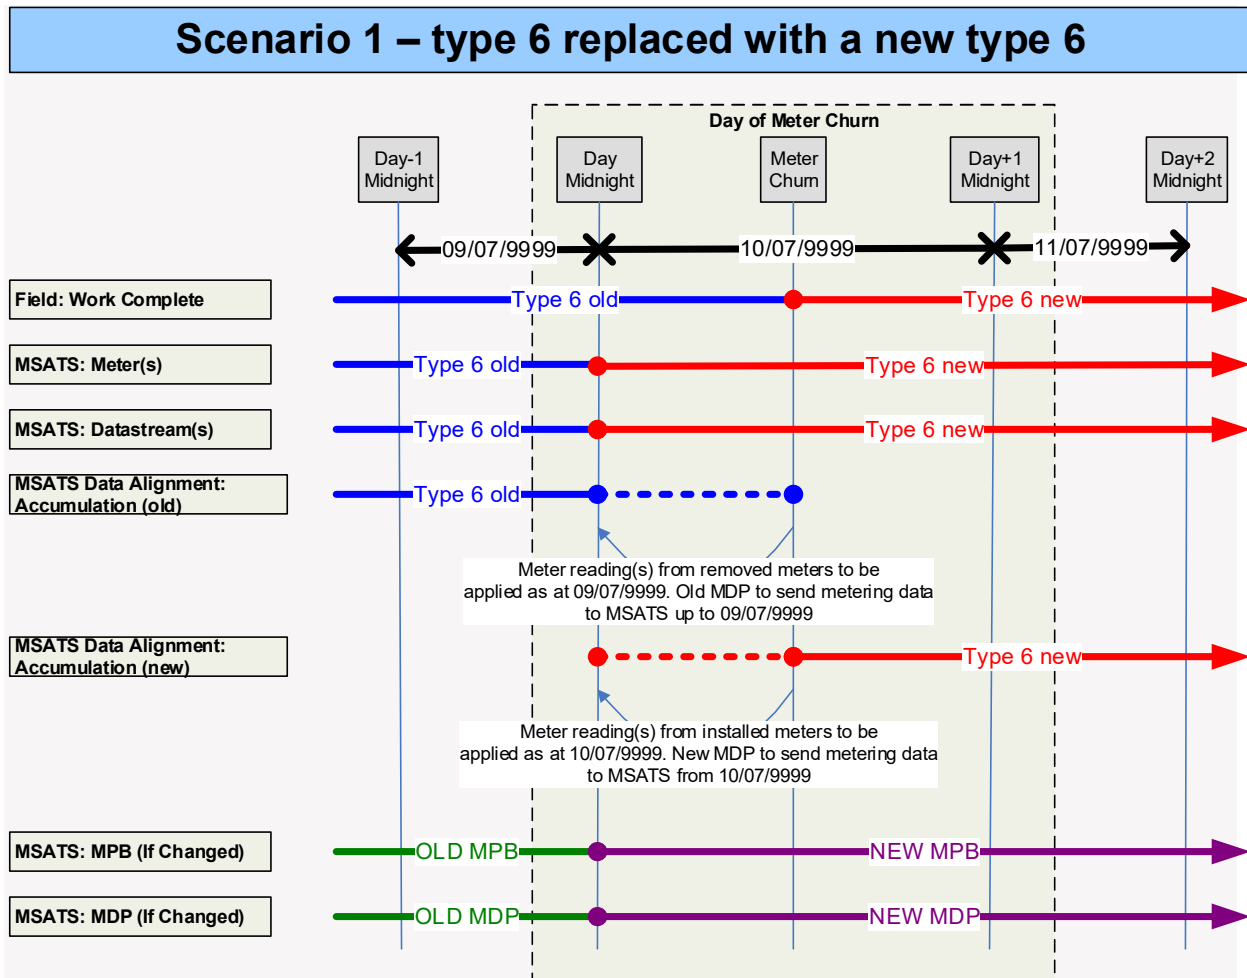 Scenario 1 – type 6 replaced with a new type 6
Day of Meter Churn
Day-1
Midnight
Day
Midnight
Meter
Churn
Day+1
Midnight
Day+2
Midnight
09/07/9999
10/07/9999
11/07/9999
Field: Work Complete
Type 6 old
Type 6 new
MSATS: Meter(s)
Type 6 old
Type 6 new
MSATS: Datastream(s)
Type 6 old
Type 6 new
MSATS Data Alignment:
Accumulation (old)
Type 6 old
Meter reading(s) from removed meters to be
applied as at 09/07/9999. Old MDP to send metering data
to MSATS up to 09/07/9999
MSATS Data Alignment:
Accumulation (new)
Type 6 new
Meter reading(s) from installed meters to be
applied as at 10/07/9999. New MDP to send metering data
to MSATS from 10/07/9999
MSATS: MPB (If Changed)
OLD MPB
NEW MPB
MSATS: MDP (If Changed)
OLD MDP
NEW MDP